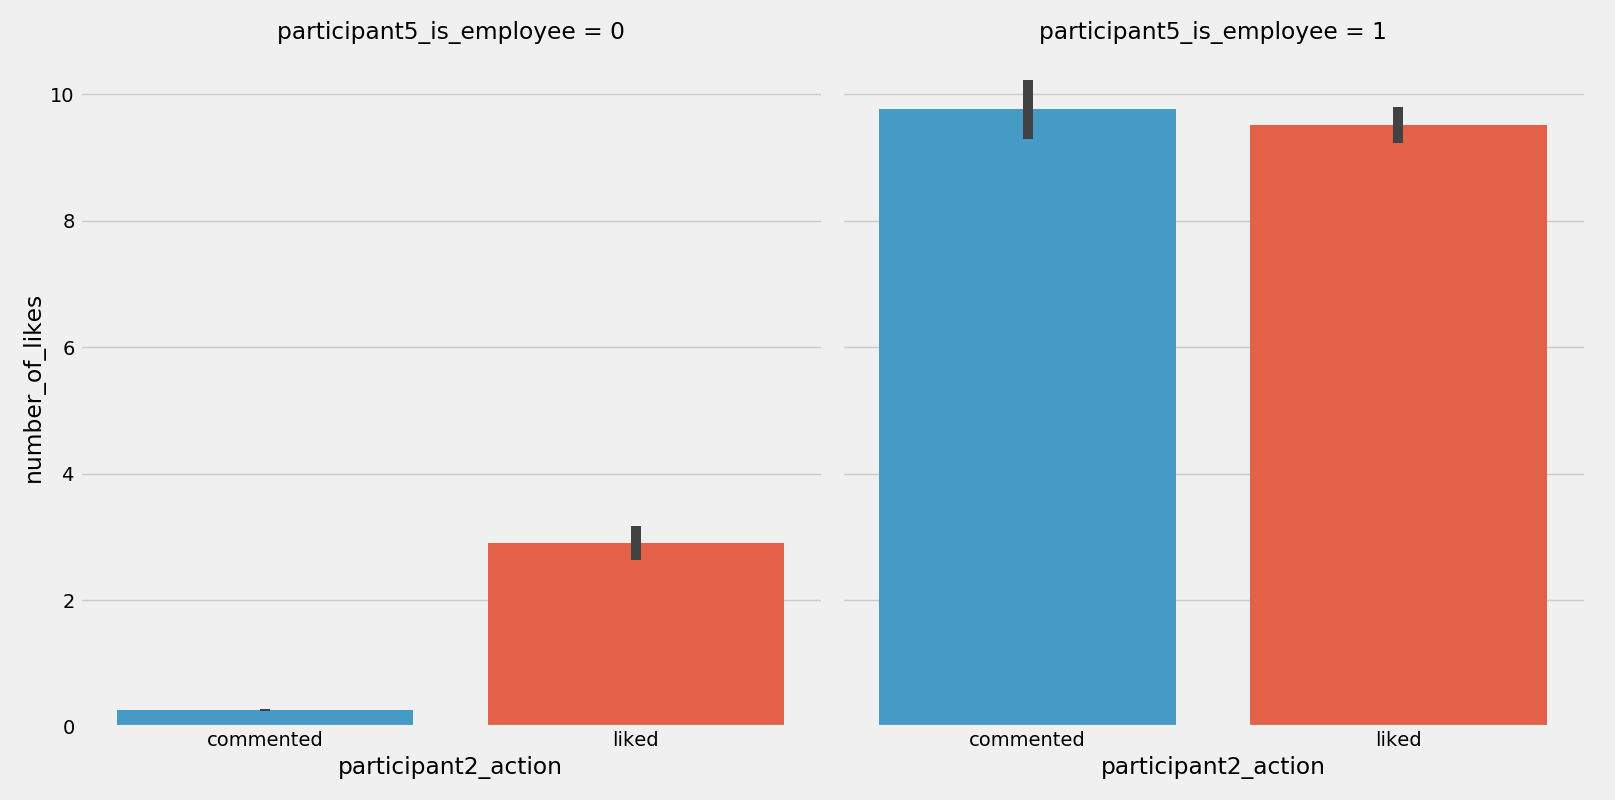 participant5_is_employee = 0
participant5_is_employee = 1
number_of_likes
10
8
6
4
2
0
commented
liked
commented
liked
participant2_action
participant2_action